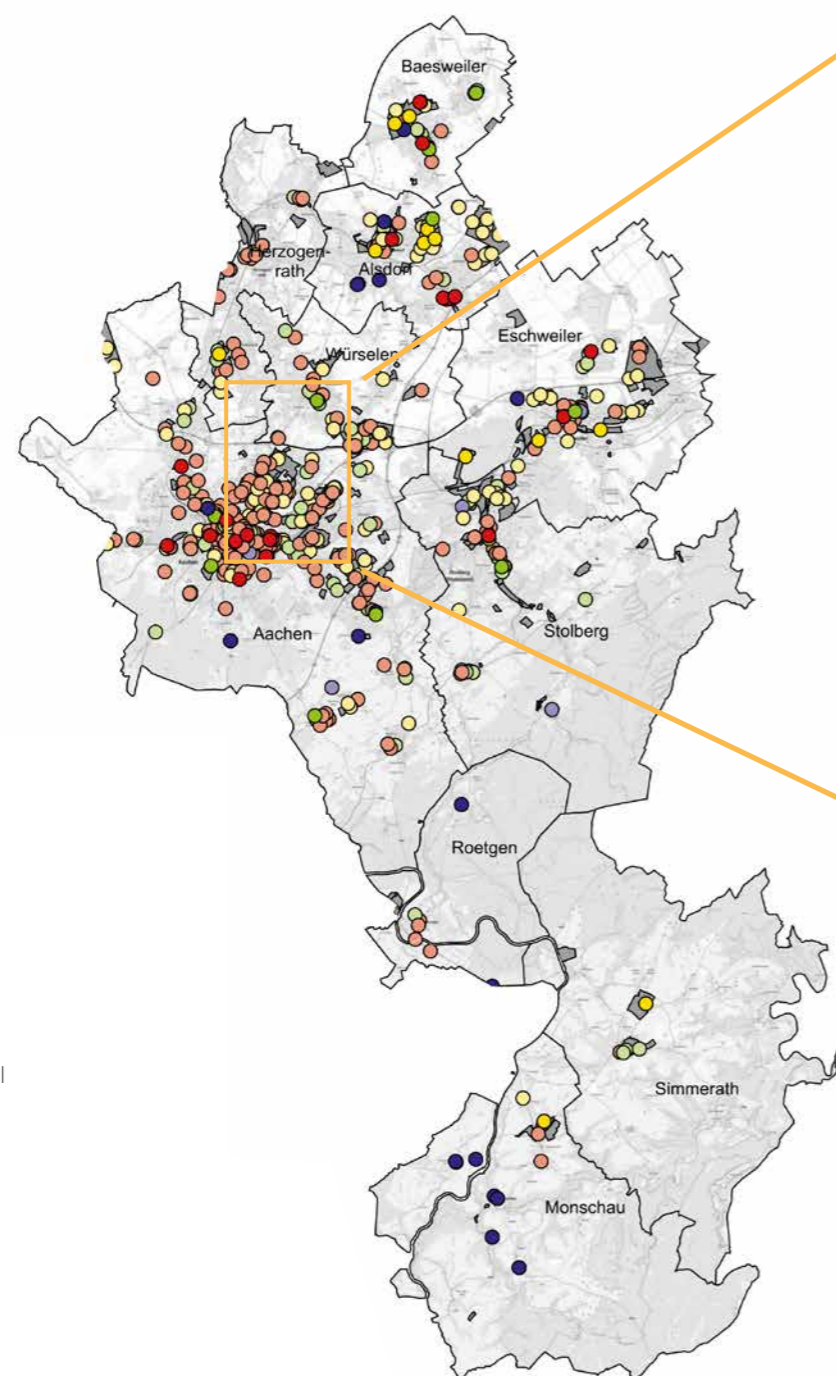 Baesweiler
Herzogen-
rath
Alsdorf
Würselen
Eschweiler
Aachen
Stolberg
Roetgen
Simmerath
Monschau